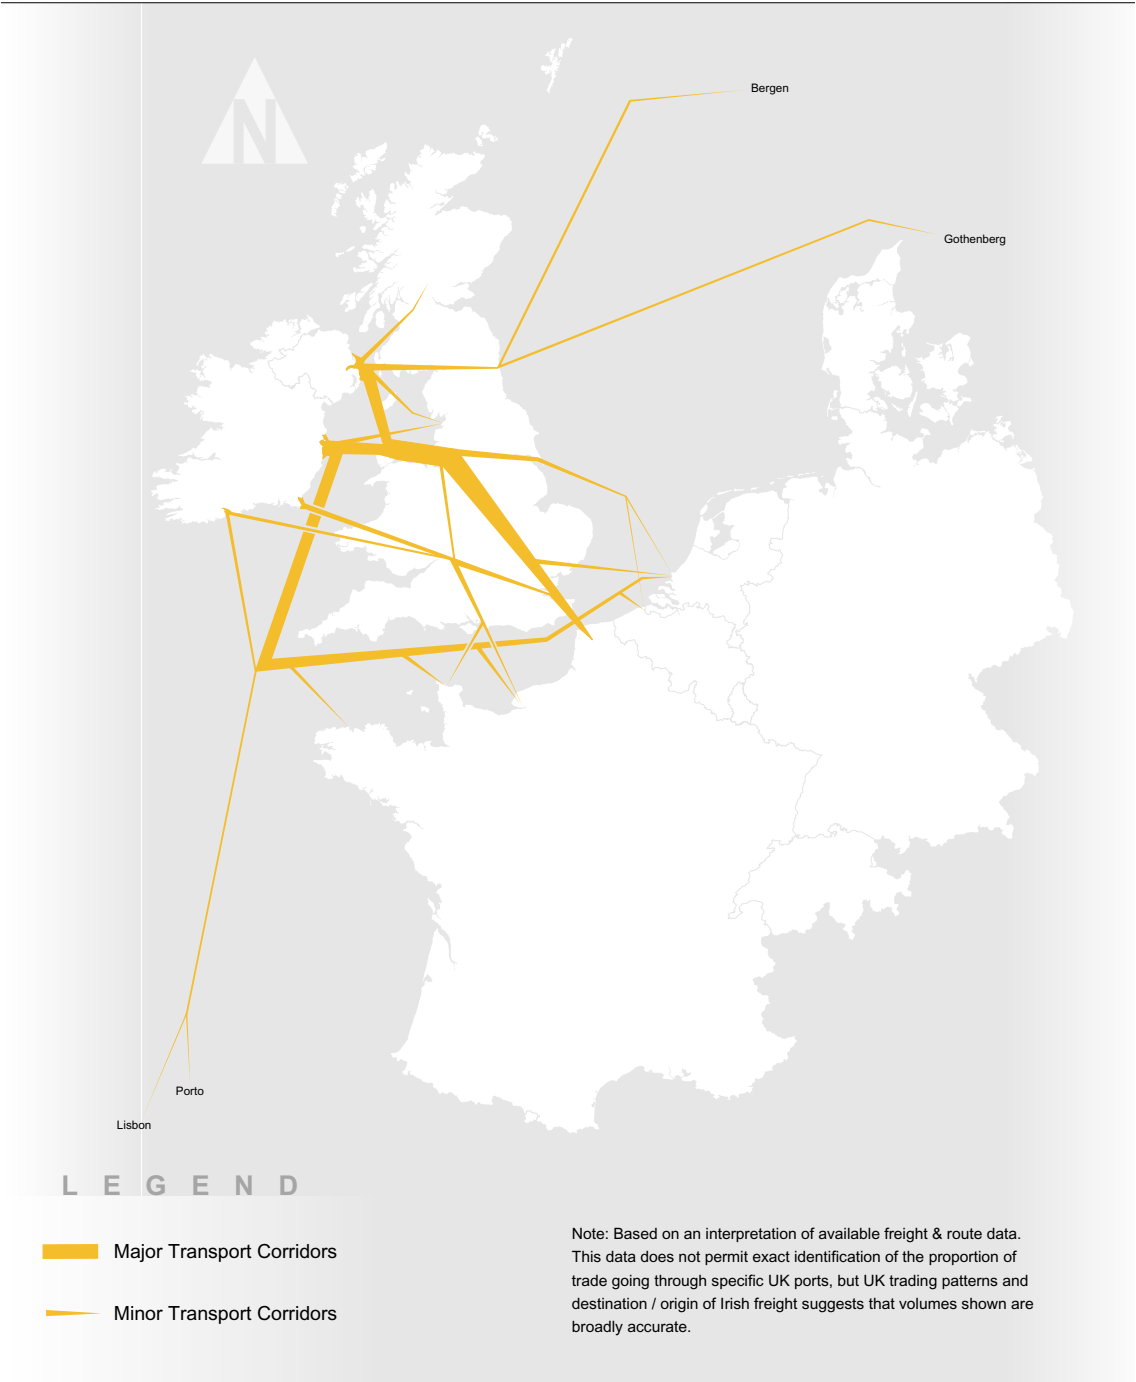 N
Bergen
Gothenberg
Porto
Lisbon
LEGEND
Major Transport Corridors
Minor Transport Corridors
Note: Based on an interpretation of available freight & route data.
This data does not permit exact identification of the proportion of
trade going through specific UK ports, but UK trading patterns and
destination / origin of Irish freight suggests that volumes shown are
broadly accurate.